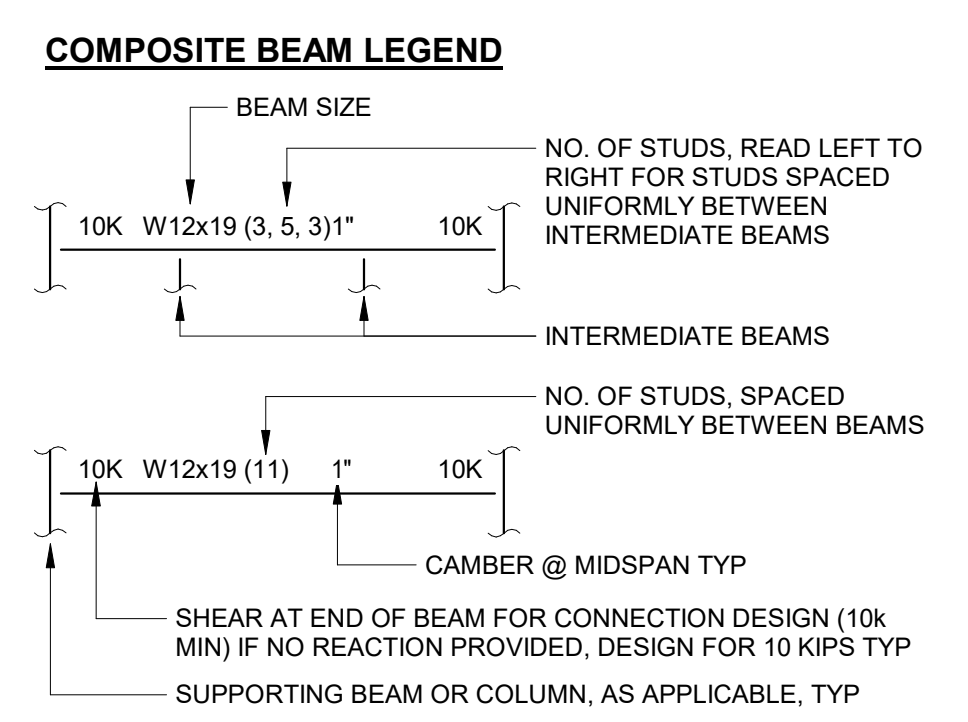 COMPOSITE BEAM LEGEND
BEAM SIZE
NO. OF STUDS, READ LEFT TO
RIGHT FOR STUDS SPACED
UNIFORMLY BETWEEN
INTERMEDIATE BEAMS
10K W12x19 (3, 5, 3)1" 10K
INTERMEDIATE BEAMS
NO. OF STUDS, SPACED
UNIFORMLY BETWEEN BEAMS
10K W12x19 (11) 1" 10K
CAMBER @ MIDSPAN TYP
SHEAR AT END OF BEAM FOR CONNECTION DESIGN (10k
MIN) IF NO REACTION PROVIDED, DESIGN FOR 10 KIPS TYP
SUPPORTING BEAM OR COLUMN, AS APPLICABLE, TYP